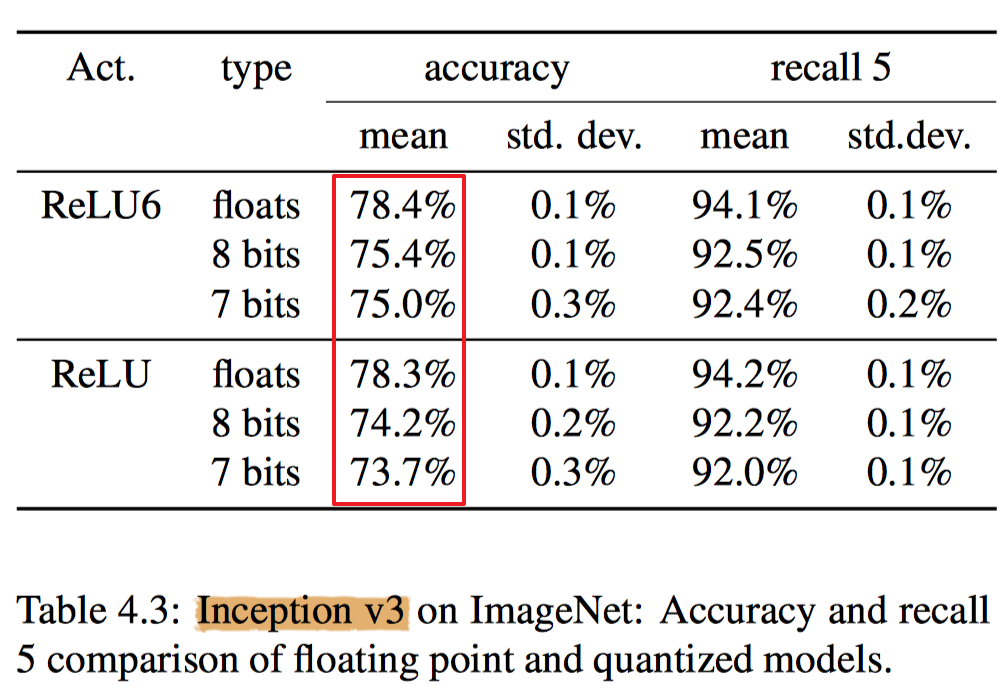 Act. type accuracy recall 5
mean std. dev. mean std.dev.
ReLU6 floats 78.4% 0.1% 94.1% 0.1%
8 bits 75.4% 0.1% 92.5% 0.1%
7 bits 75.0% 0.3% 92.4% 0.2%
ReLU floats 78.3% 0.1% 94.2% 0.1%
8 bits 74.2% 0.2% 92.2% 0.1%
7 bits 73.7% 0.3% 92.0% 0.1%
Table 4.3: Inception v3 on ImageNet: Accuracy and recall
5 comparison of floating point and quantized models.